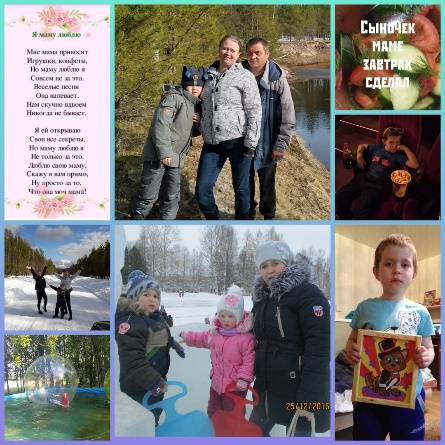 Я маму люблю
Мне мама приносит
Игрушки, конфеты,
Но маму люблю я
Совсем не за это.
Веселые песни
Она напевает,
Нам скучно вдвоем
Никогда не бывает.
Я ей открываю
Свои все секреты.
Но маму люблю я
Не только за это.
Люблю свою маму,
Скажу я вам прямо,
Ну просто за то,
Что она моя мама!
Сыночек
маме
завтрак
сделал
25/12/2016